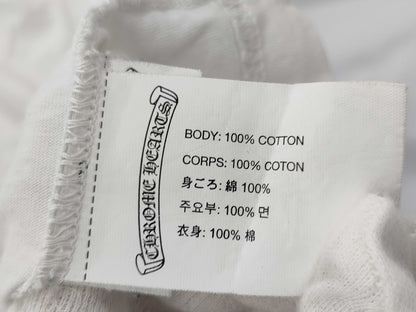 CHROME HEARTS
BODY: 100% COTTON
CORPS: 100% COTON
身ごろ: 綿 100%
주요부: 100% 면
衣身: 100% 棉